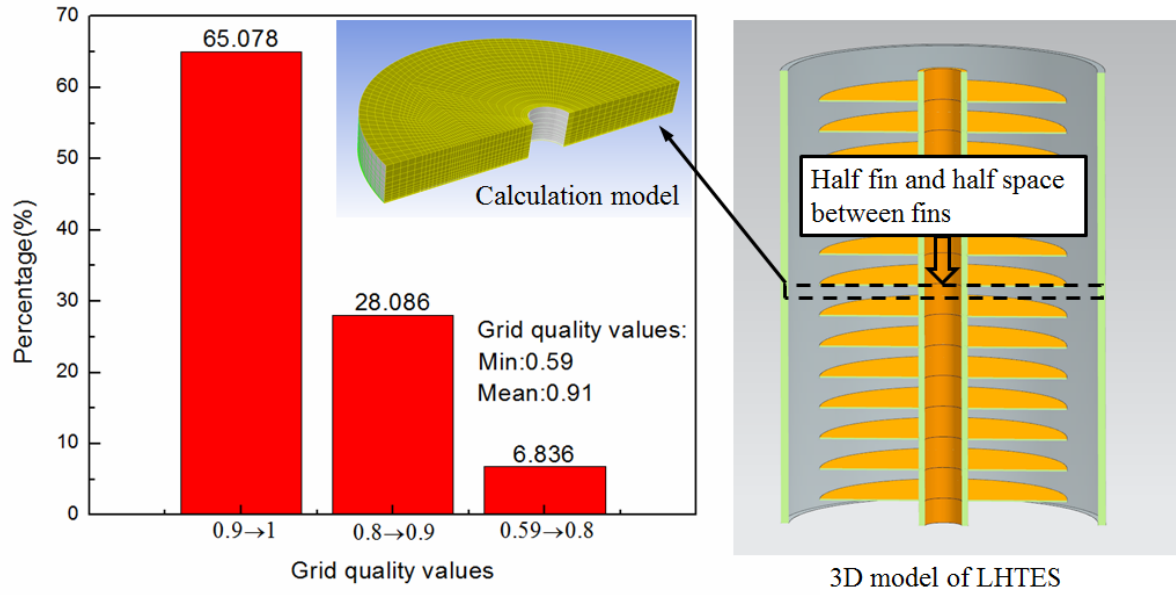 70
60
50
40
30
20
10
0
Percentage(%)
65.078
28.086
6.836
Grid quality values:
Min:0.59
Mean:0.91
0.9→1
0.8→0.9
0.59→0.8
Grid quality values
Calculation model
Half fin and half space
between fins
3D model of LHTES